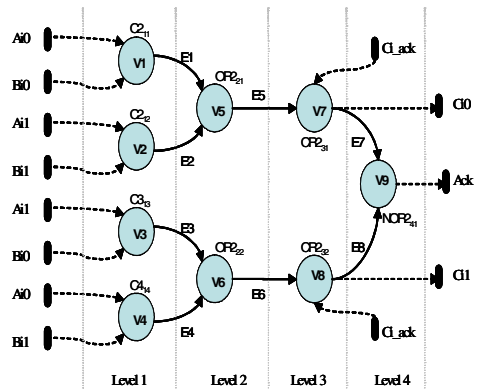 Ai0
Bi0
Ai1
Bi1
Ai1
Bi0
Ai0
Bi1
C2₁₁
V1
C2₁₂
V2
C3₁₃
V3
C4₁₄
V4
E1
E2
E3
E4
OR2₂₁
V5
OR2₂₂
V6
E5
E6
V7
OR2₃₁
OR2₃₂
V8
Ci_ack
Ci_ack
E7
E8
V9
NOR2₄₁
Ci0
Ack
Ci1
Level 1
Level 2
Level 3
Level 4